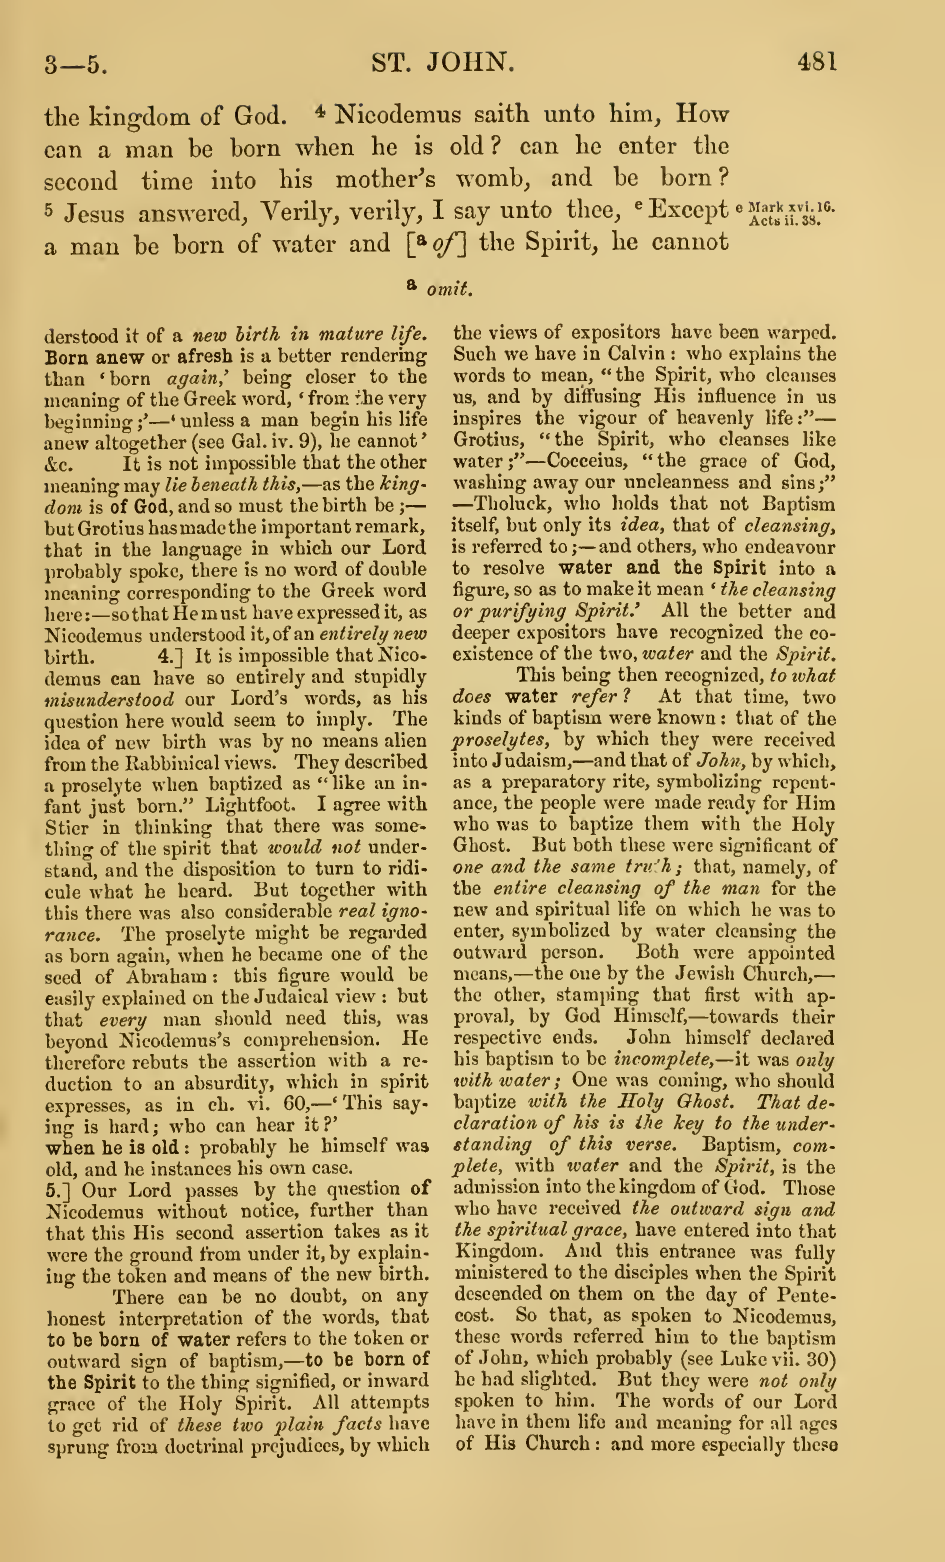 3—5.
ST. JOHN.
481
the kingdom of God. 4 Nicodemus saith unto him, How
can a man be born when he is old? can he enter the
second time into his mother's womb, and be born?
5 Jesus answered, Verily, verily, I say unto thee, e Except
a man be born of water and [a of] the Spirit, he cannot
e Mark xvi. 16.
Acts ii. 38.
a omit.
derstood it of a new birth in mature life.
Born anew or afresh is a better rendering
than ‘born again,’ being closer to the
meaning of the Greek word, ‘from the very
beginning;’—‘unless a man begin his life
anew altogether (see Gal. iv. 9), he cannot’
&c. It is not impossible that the other
meaning may lie beneath this,—as the king-
dom is of God, and so must the birth be;—
but Grotius has made the important remark,
that in the language in which our Lord
probably spoke, there is no word of double
meaning corresponding to the Greek word
here:—so that He must have expressed it, as
Nicodemus understood it, of an entirely new
birth. 4.] It is impossible that Nico-
demus can have so entirely and stupidly
misunderstood our Lord's words, as his
question here would seem to imply. The
idea of new birth was by no means alien
from the Rabbinical views. They described
a proselyte when baptized as “like an in-
fant just born.” Lightfoot. I agree with
Stier in thinking that there was some-
thing of the spirit that would not under-
stand, and the disposition to turn to ridi-
cule what he heard. But together with
this there was also considerable real igno-
rance. The proselyte might be regarded
as born again, when he became one of the
seed of Abraham: this figure would be
easily explained on the Judaical view: but
that every man should need this, was
beyond Nicodemus's comprehension. He
therefore rebuts the assertion with a re-
duction to an absurdity, which in spirit
expresses, as in ch. vi. 60,—‘This say-
ing is hard; who can hear it?’
when he is old: probably he himself was
old, and he instances his own case.
5.] Our Lord passes by the question of
Nicodemus without notice, further than
that this His second assertion takes as it
were the ground from under it, by explain-
ing the token and means of the new birth.
There can be no doubt, on any
honest interpretation of the words, that
to be born of water refers to the token or
outward sign of baptism,—to be born of
the Spirit to the thing signified, or inward
grace of the Holy Spirit. All attempts
to get rid of these two plain facts have
sprung from doctrinal prejudices, by which
the views of expositors have been warped.
Such we have in Calvin: who explains the
words to mean, “the Spirit, who cleanses
us, and by diffusing His influence in us
inspires the vigour of heavenly life:”—
Grotius, “the Spirit, who cleanses like
water;”—Cocceius, “the grace of God,
washing away our uncleanness and sins;”
—Tholuck, who holds that not Baptism
itself, but only its idea, that of cleansing,
is referred to;—and others, who endeavour
to resolve water and the Spirit into a
figure, so as to make it mean ‘the cleansing
or purifying Spirit.’ All the better and
deeper expositors have recognized the co-
existence of the two, water and the Spirit.
This being then recognized, to what
does water refer? At that time, two
kinds of baptism were known: that of the
proselytes, by which they were received
into Judaism,—and that of John, by which,
as a preparatory rite, symbolizing repent-
ance, the people were made ready for Him
who was to baptize them with the Holy
Ghost. But both these were significant of
one and the same truth; that, namely, of
the entire cleansing of the man for the
new and spiritual life on which he was to
enter, symbolized by water cleansing the
outward person. Both were appointed
means,—the one by the Jewish Church,—
the other, stamping that first with ap-
proval, by God Himself,—towards their
respective ends. John himself declared
his baptism to be incomplete,—it was only
with water; One was coming, who should
baptize with the Holy Ghost. That de-
claration of his is the key to the under-
standing of this verse. Baptism, com-
plete, with water and the Spirit, is the
admission into the kingdom of God. Those
who have received the outward sign and
the spiritual grace, have entered into that
Kingdom. And this entrance was fully
ministered to the disciples when the Spirit
descended on them on the day of Pente-
cost. So that, as spoken to Nicodemus,
these words referred him to the baptism
of John, which probably (see Luke vii. 30)
he had slighted. But they were not only
spoken to him. The words of our Lord
have in them life and meaning for all ages
of His Church: and more especially these